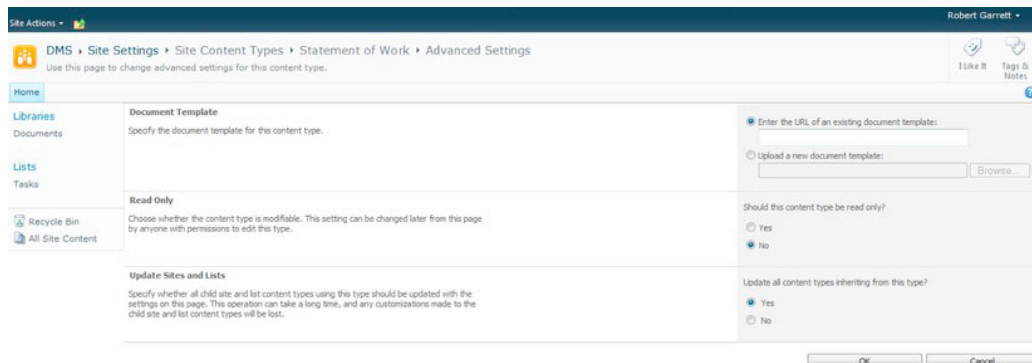 Site Actions
Robert Garrett
DMS › Site Settings › Site Content Types › Statement of Work › Advanced Settings
Use this page to change advanced settings for this content type.
I Like It
Tags &
Notes
Home
Libraries
Documents
Lists
Tasks
Recycle Bin
All Site Content
Document Template
Specify the document template for this content type.
Enter the URL of an existing document template:
Upload a new document template:
Browse...
Read Only
Choose whether the content type is modifiable. This setting can be changed later from this page
by anyone with permissions to edit this type.
Should this content type be read only?
Yes
No
Update Sites and Lists
Specify whether all child site and list content types using this type should be updated with the
settings on this page. This operation can take a long time, and any customizations made to the
child site and list content types will be lost.
Update all content types inheriting from this type?
Yes
No
OK
Cancel